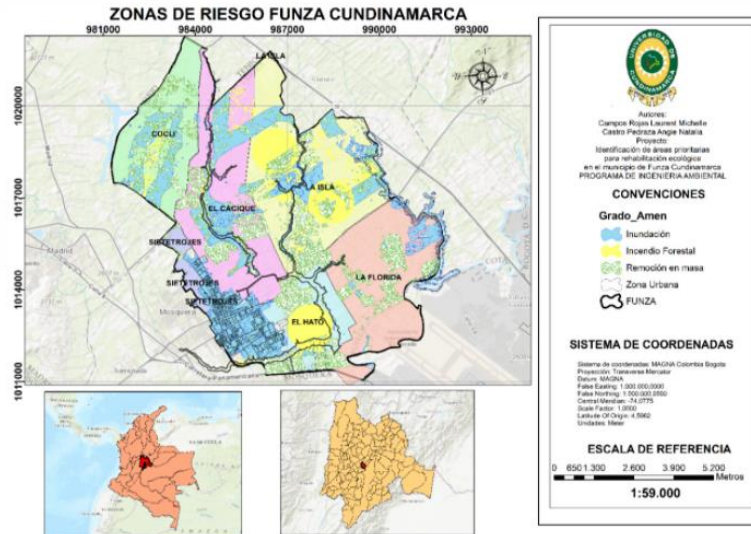 ZONAS DE RIESGO FUNZA CUNDINAMARCA
981000 984000 987000 990000 993000
1020000
1017000
1014000
1011000
LA ISLA
COCLI
LA ISLA
EL CACIQUE
SIETETROJES
LA FLORIDA
SIETETROJES
SIETETROJES
EL HATO
Madrid
Mosquera
COTA
UNIVERSIDAD DE CUNDINAMARCA
Autores:
Campos Rojas Laurent Michelle
Castro Pedraza Angie Natalia
Proyecto:
Identificación de áreas prioritarias
para rehabilitación ecológica
en el municipio de Funza Cundinamarca
PROGRAMA DE INGENIERIA AMBIENTAL
CONVENCIONES
Grado_Amen
Inundación
Incendio Forestal
Remoción en masa
Zona Urbana
FUNZA
SISTEMA DE COORDENADAS
Sistema de coordenadas: MAGNA Colombia Bogota
Proyección: Transverse Mercator
Datum: MAGNA
False Easting: 1.000.000,0000
False Northing: 1.000.000,0000
Central Meridian: -74,0775
Scale Factor: 1,0000
Latitude Of Origin: 4,5962
Unidades: Meter
ESCALA DE REFERENCIA
0 650 1.300 2.600 3.900 5.200
Metros
1:59.000